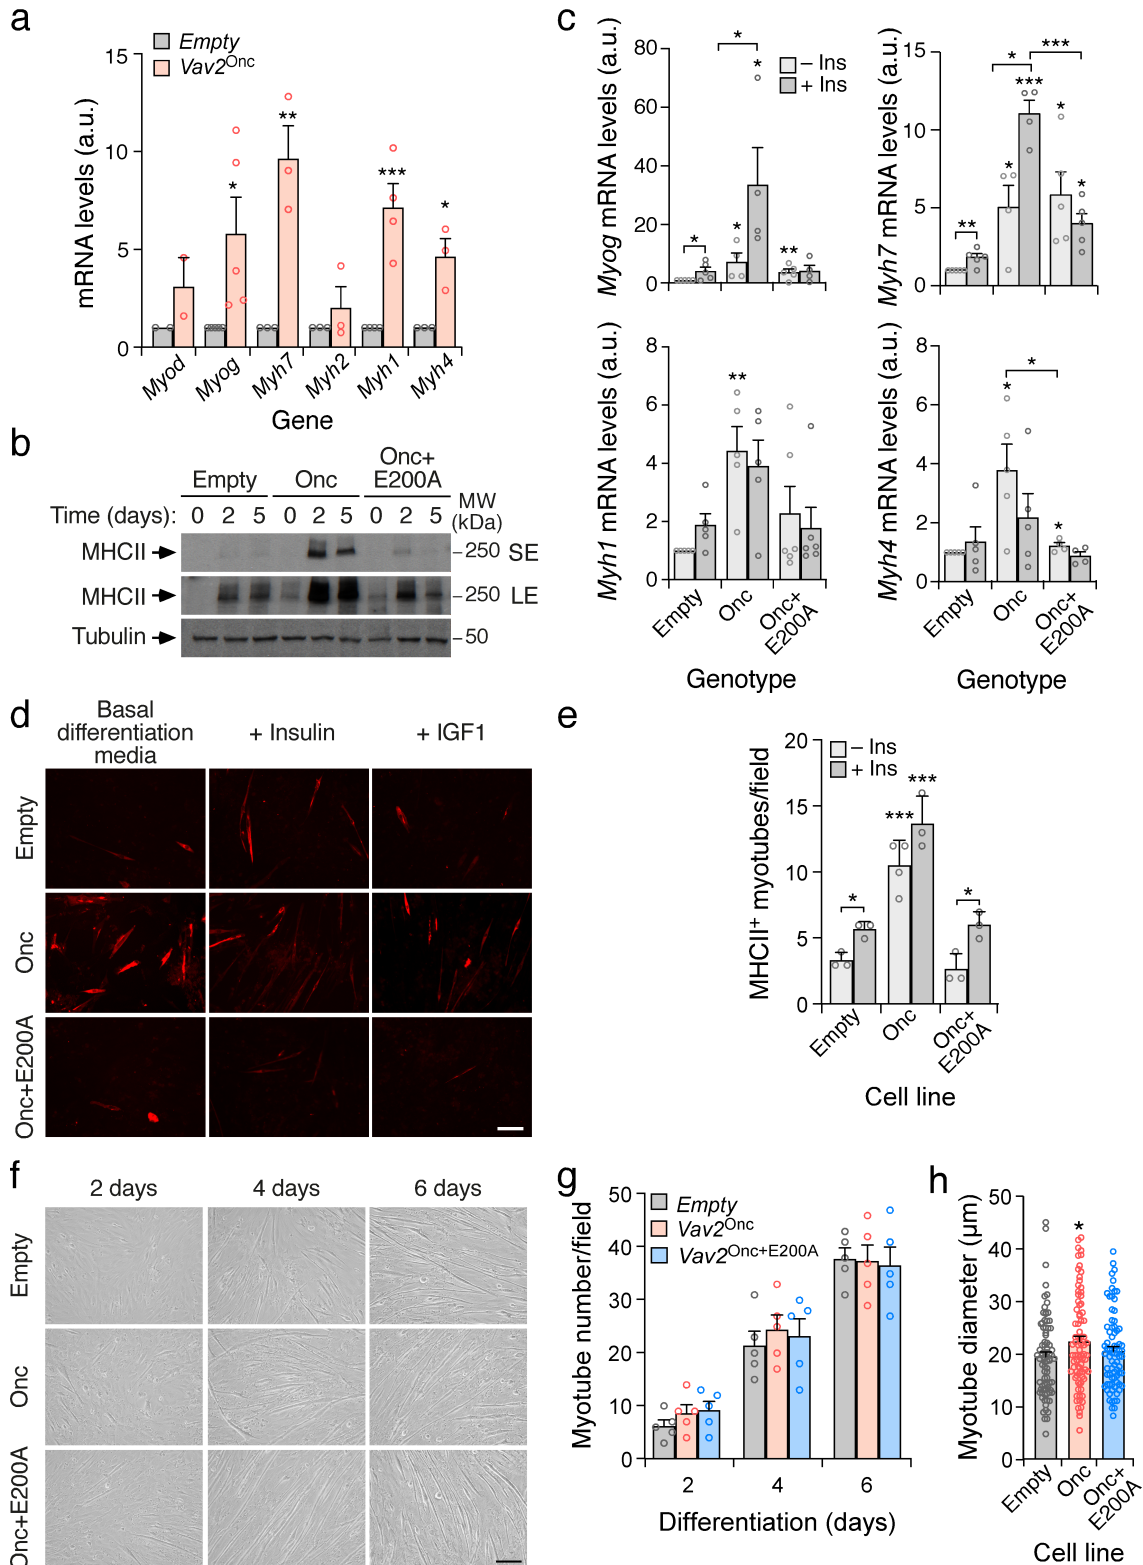 a
Empty
Vav2Onc
mRNA levels (a.u.)
15
10
5
0
**
*
***
*
Myod
Myog
Myh7
Myh2
Myh1
Myh4
Gene
b
Empty
Onc
Onc+
E200A
MW
(kDa)
Time (days):
0 2 5 0 2 5 0 2 5
MHCII
250 SE
MHCII
250 LE
Tubulin
50
c
– Ins
+ Ins
Myog mRNA levels (a.u.)
80
60
40
20
0
*
*
*
*
**
Myh7 mRNA levels (a.u.)
15
10
5
0
*
***
***
*
*
*
**
Myh1 mRNA levels (a.u.)
8
6
4
2
0
**
Empty
Onc
Onc+
E200A
Genotype
Myh4 mRNA levels (a.u.)
8
6
4
2
0
*
*
*
Empty
Onc
Onc+
E200A
Genotype
d
Basal
differentiation
media
+ Insulin
+ IGF1
Empty
Onc
Onc+E200A
e
– Ins
+ Ins
MHCII+ myotubes/field
20
15
10
5
0
*
***
***
*
Empty
Onc
Onc+
E200A
Cell line
f
2 days
4 days
6 days
Empty
Onc
Onc+E200A
g
Empty
Vav2Onc
Vav2Onc+E200A
Myotube number/field
50
40
30
20
10
0
2
4
6
Differentiation (days)
h
Myotube diameter (µm)
50
40
30
20
10
0
*
Empty
Onc
Onc+
E200A
Cell line